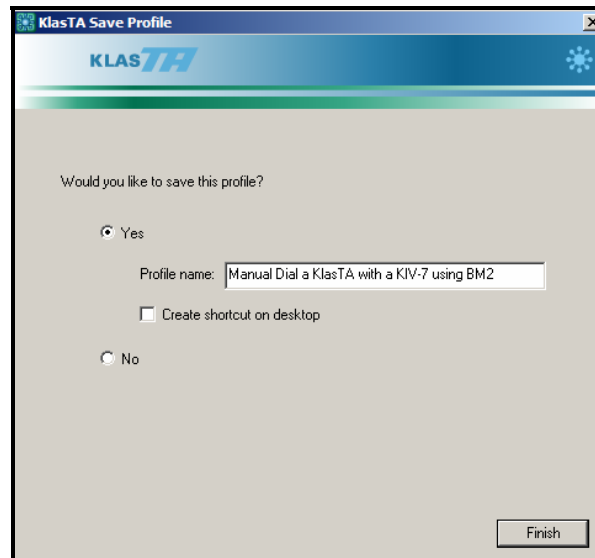 KlasTA Save Profile
KLASTA
Would you like to save this profile?
Yes
Profile name: Manual Dial a KlasTA with a KIV-7 using BM2
Create shortcut on desktop
No
Finish